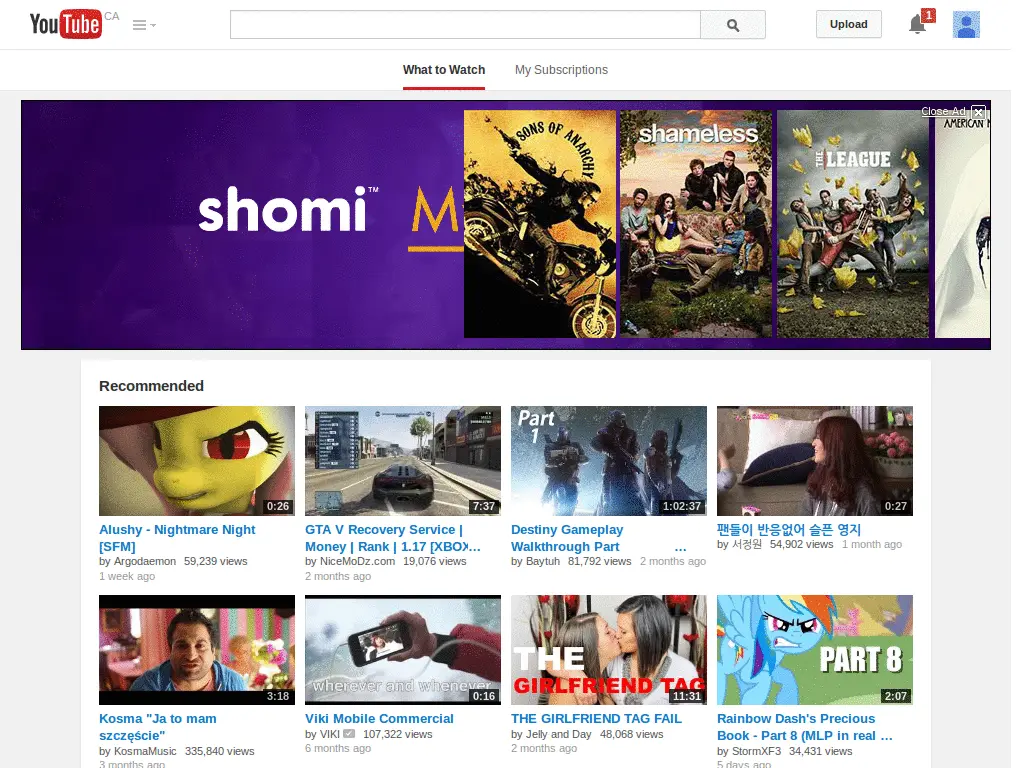 YouTube CA
Upload
1
What to Watch
My Subscriptions
Close Ad
shomi™ M
SONS OF ANARCHY
shameless
THE LEAGUE
AMERICAN
Recommended
0:26
7:37
Part
1
1:02:37
0:27
Alushy - Nightmare Night
[SFM]
by Argodaemon 59,239 views
1 week ago
GTA V Recovery Service |
Money | Rank | 1.17 [XBOX...
by NiceMoDz.com 19,076 views
2 months ago
Destiny Gameplay
Walkthrough Part ...
by Baytuh 81,792 views 2 months ago
팬들이 반응없어 슬픈 영지
by 서정원 54,902 views 1 month ago
3:18
wherever and whenever
0:16
THE
GIRLFRIEND TAG
11:31
PART 8
2:07
Kosma "Ja to mam
szczęście"
by KosmaMusic 335,840 views
3 months ago
Viki Mobile Commercial
by VIKI 107,322 views
6 months ago
THE GIRLFRIEND TAG FAIL
by Jelly and Day 48,068 views
2 months ago
Rainbow Dash's Precious
Book - Part 8 (MLP in real ...
by StormXF3 34,431 views
5 days ago